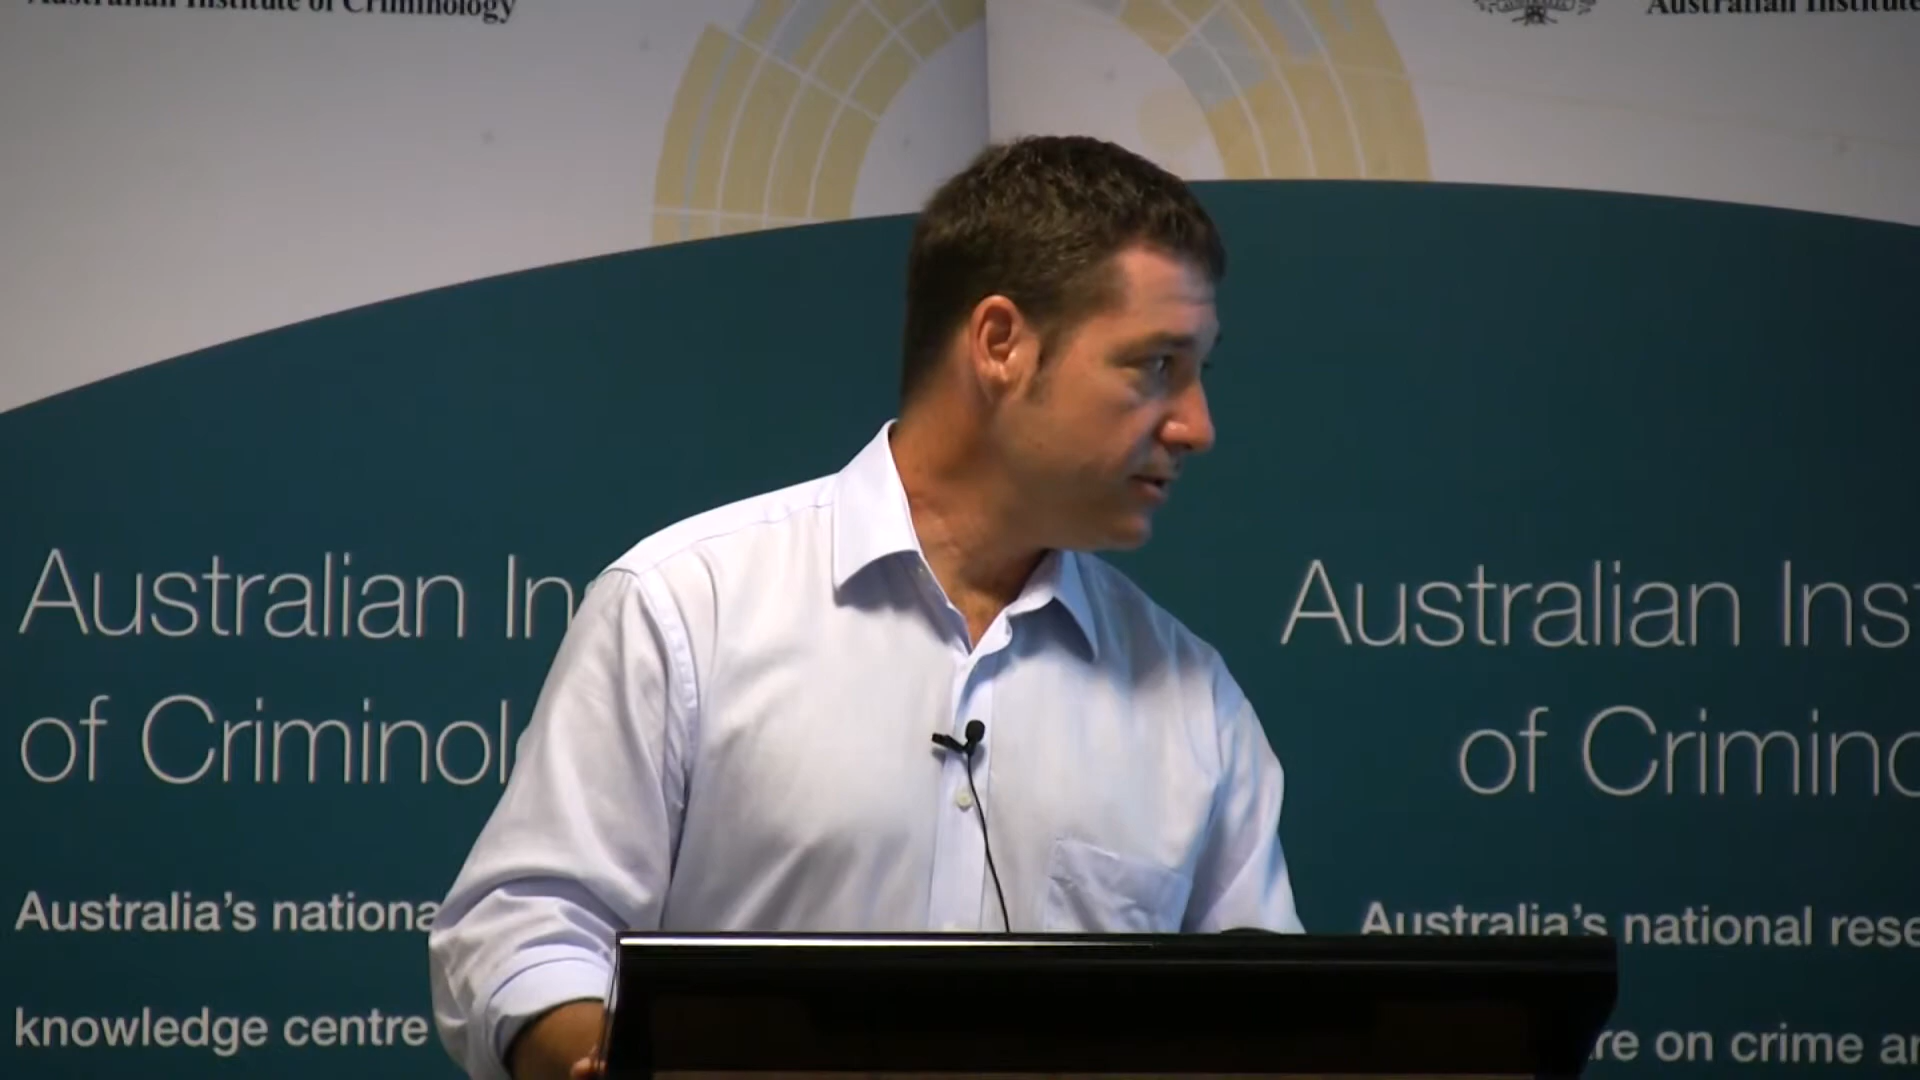 Australian Institute of Criminology
Australian Institute
Australian In
of Criminol
Australia's nationa
knowledge centre
Australian Inst
of Crimino
Australia's national rese
re on crime an